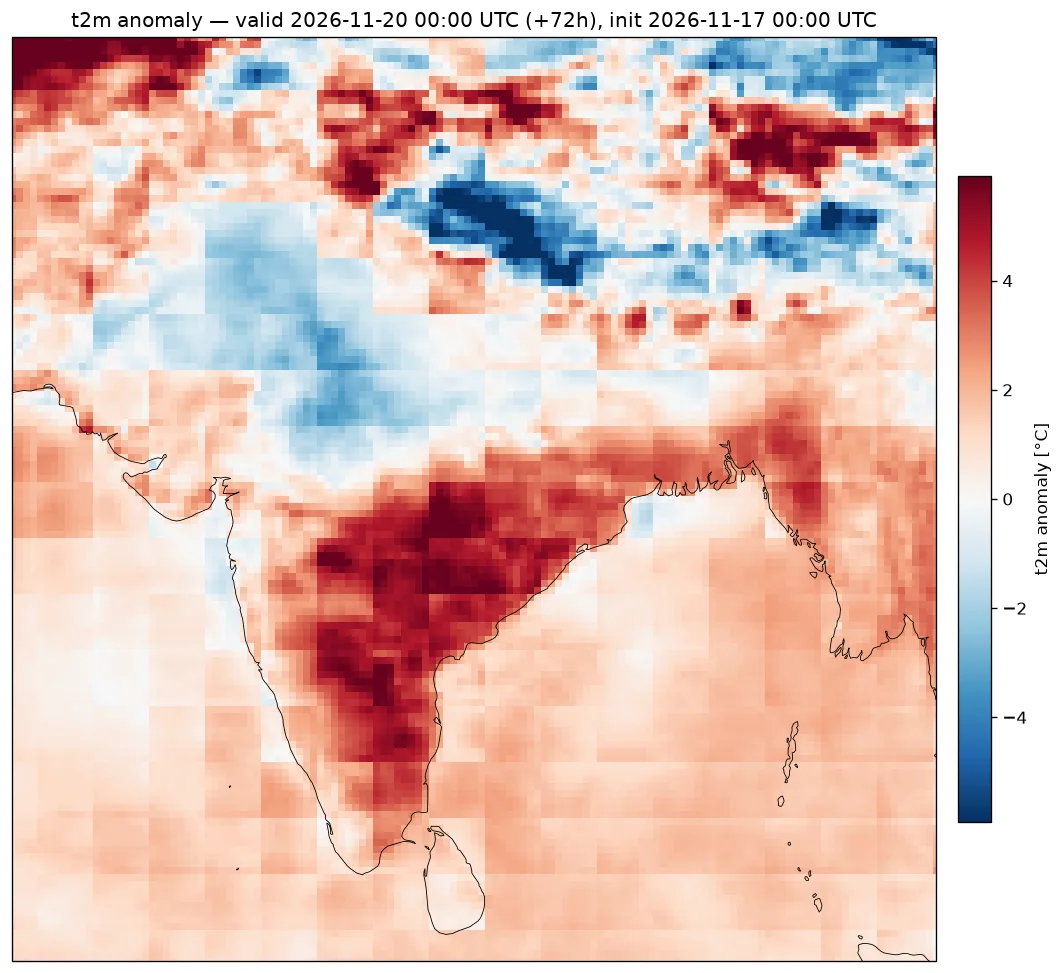 t2m anomaly — valid 2026-11-20 00:00 UTC (+72h), init 2026-11-17 00:00 UTC
4
2
0
−2
−4
t2m anomaly [°C]